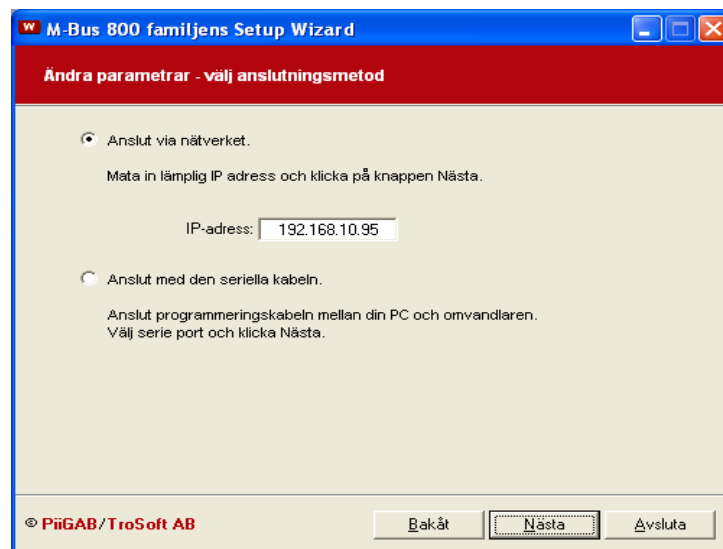 W M-Bus 800 familjens Setup Wizard
Ändra parametrar - välj anslutningsmetod
Anslut via nätverket.
Mata in lämplig IP adress och klicka på knappen Nästa.
IP-adress: 192.168.10.95
Anslut med den seriella kabeln.
Anslut programmeringskabeln mellan din PC och omvandlaren.
Välj serie port och klicka Nästa.
© PiiGAB/TroSoft AB Bakåt Nästa Avsluta